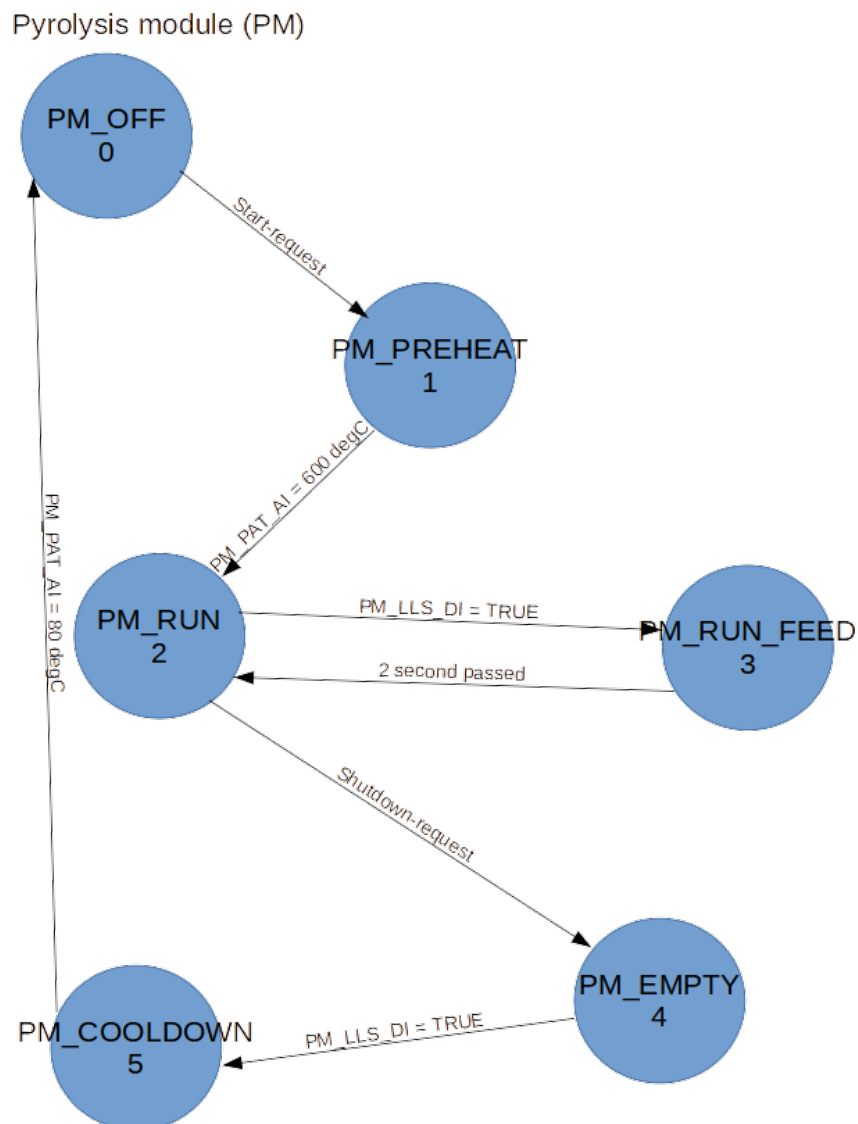 Pyrolysis module (PM)
PM_OFF
0
Start-request
PM_PREHEAT
1
PM_PAT_AI = 600 degC
PM_PAT_AI = 80 degC
PM_RUN
2
PM_LLS_DI = TRUE
PM_RUN_FEED
3
2 second passed
Shutdown-request
PM_EMPTY
4
PM_LLS_DI = TRUE
PM_COOLDOWN
5